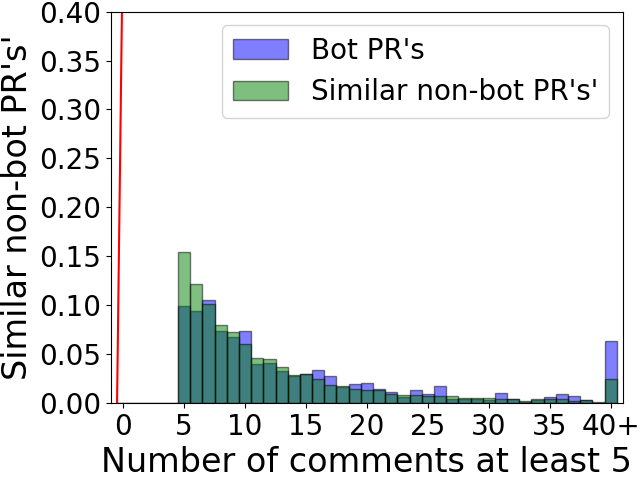 Similar non-bot PR's'
0.40
0.35
0.30
0.25
0.20
0.15
0.10
0.05
0.00
Bot PR's
Similar non-bot PR's'
0 5 10 15 20 25 30 35 40+
Number of comments at least 5